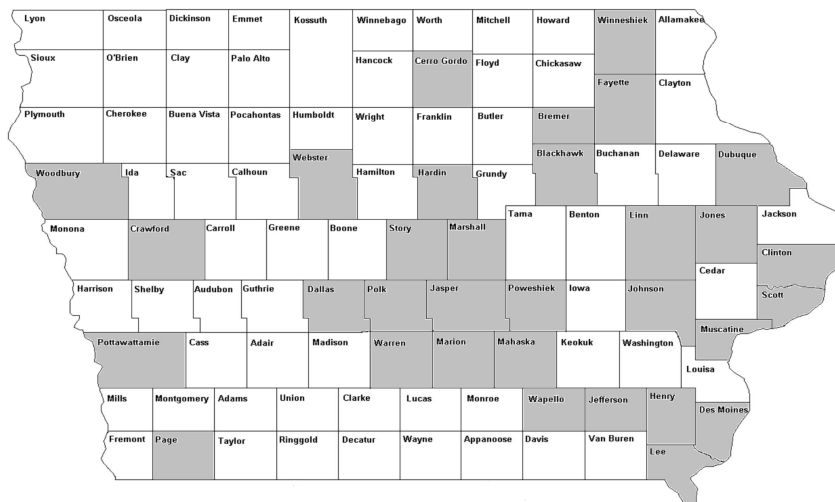 Lyon Osceola Dickinson Emmet Kossuth Winnebago Worth Mitchell Howard Winneshiek Allamakee
Sioux O'Brien Clay Palo Alto Hancock Cerro Gordo Floyd Chickasaw
Fayette Clayton
Plymouth Cherokee Buena Vista Pocahontas Humboldt Wright Franklin Butler Bremer
Webster Blackhawk Buchanan Delaware Dubuque
Woodbury Ida Sac Calhoun Hamilton Hardin Grundy
Tama Benton Linn Jones Jackson
Monona Crawford Carroll Greene Boone Story Marshall
Clinton
Cedar
Harrison Shelby Audubon Guthrie Dallas Polk Jasper Poweshiek Iowa Johnson Scott
Muscatine
Pottawattamie Cass Adair Madison Warren Marion Mahaska Keokuk Washington
Louisa
Mills Montgomery Adams Union Clarke Lucas Monroe Wapello Jefferson Henry
Des Moines
Fremont Page Taylor Ringgold Decatur Wayne Appanoose Davis Van Buren
Lee